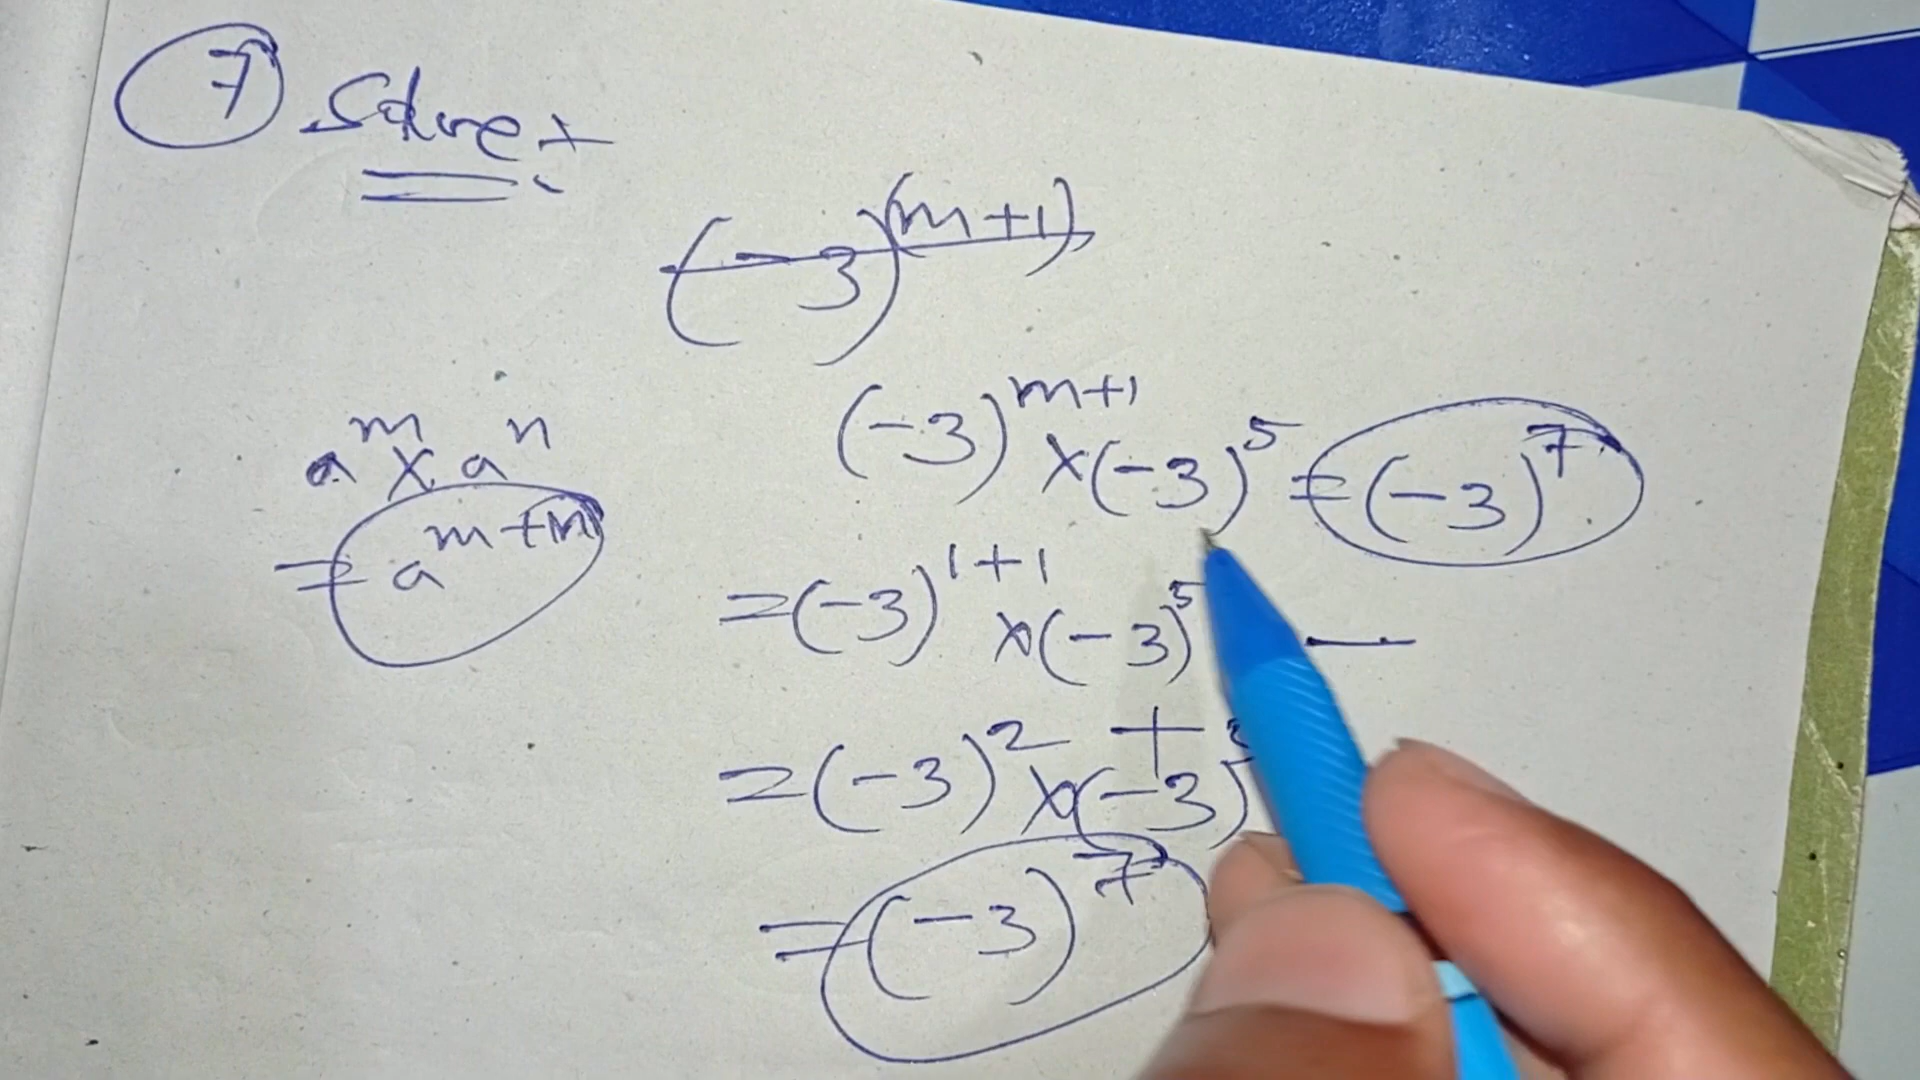 7 Solve:
(-3)^(m+1)
(-3)^m+1 × (-3)^5 = (-3)^7
a^m × a^n
= a^m+n
= (-3)^1+1 × (-3)^5
= (-3)^2 × (-3)
= (-3)^7